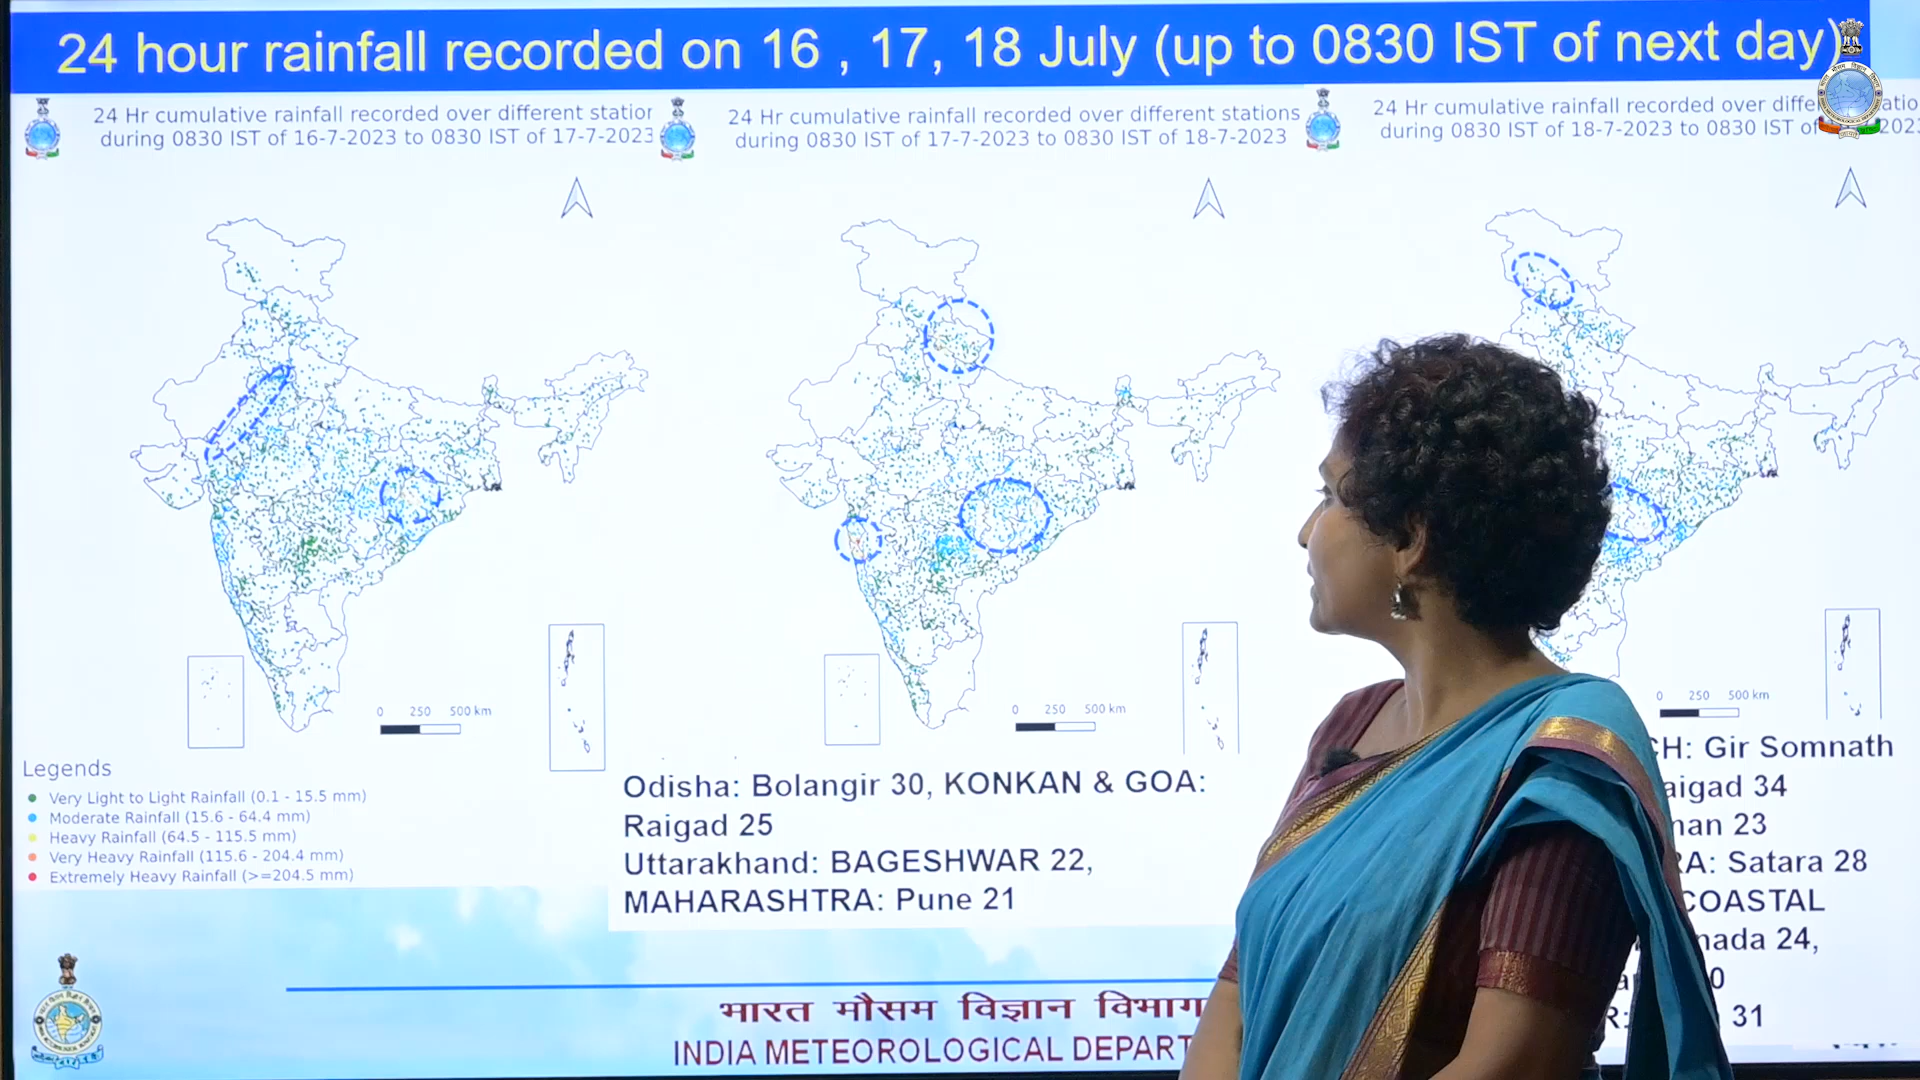 24 hour rainfall recorded on 16 , 17, 18 July (up to 0830 IST of next day)
24 Hr cumulative rainfall recorded over different station
during 0830 IST of 16-7-2023 to 0830 IST of 17-7-2023
24 Hr cumulative rainfall recorded over different stations
during 0830 IST of 17-7-2023 to 0830 IST of 18-7-2023
24 Hr cumulative rainfall recorded over
during 0830 IST of 18-7-2023 to 0830 IST of
0 250 500 km
0 250 500 km
0 250 500 km
Legends
Very Light to Light Rainfall (0.1 - 15.5 mm)
Moderate Rainfall (15.6 - 64.4 mm)
Heavy Rainfall (64.5 - 115.5 mm)
Very Heavy Rainfall (115.6 - 204.4 mm)
Extremely Heavy Rainfall (>=204.5 mm)
Odisha: Bolangir 30, KONKAN & GOA:
Raigad 25
Uttarakhand: BAGESHWAR 22,
MAHARASHTRA: Pune 21
CH: Gir Somnath
aigad 34
23
RA: Satara 28
COASTAL
nada 24,
0
R: 31
भारत मौसम विज्ञान विभाग
INDIA METEOROLOGICAL DEPART